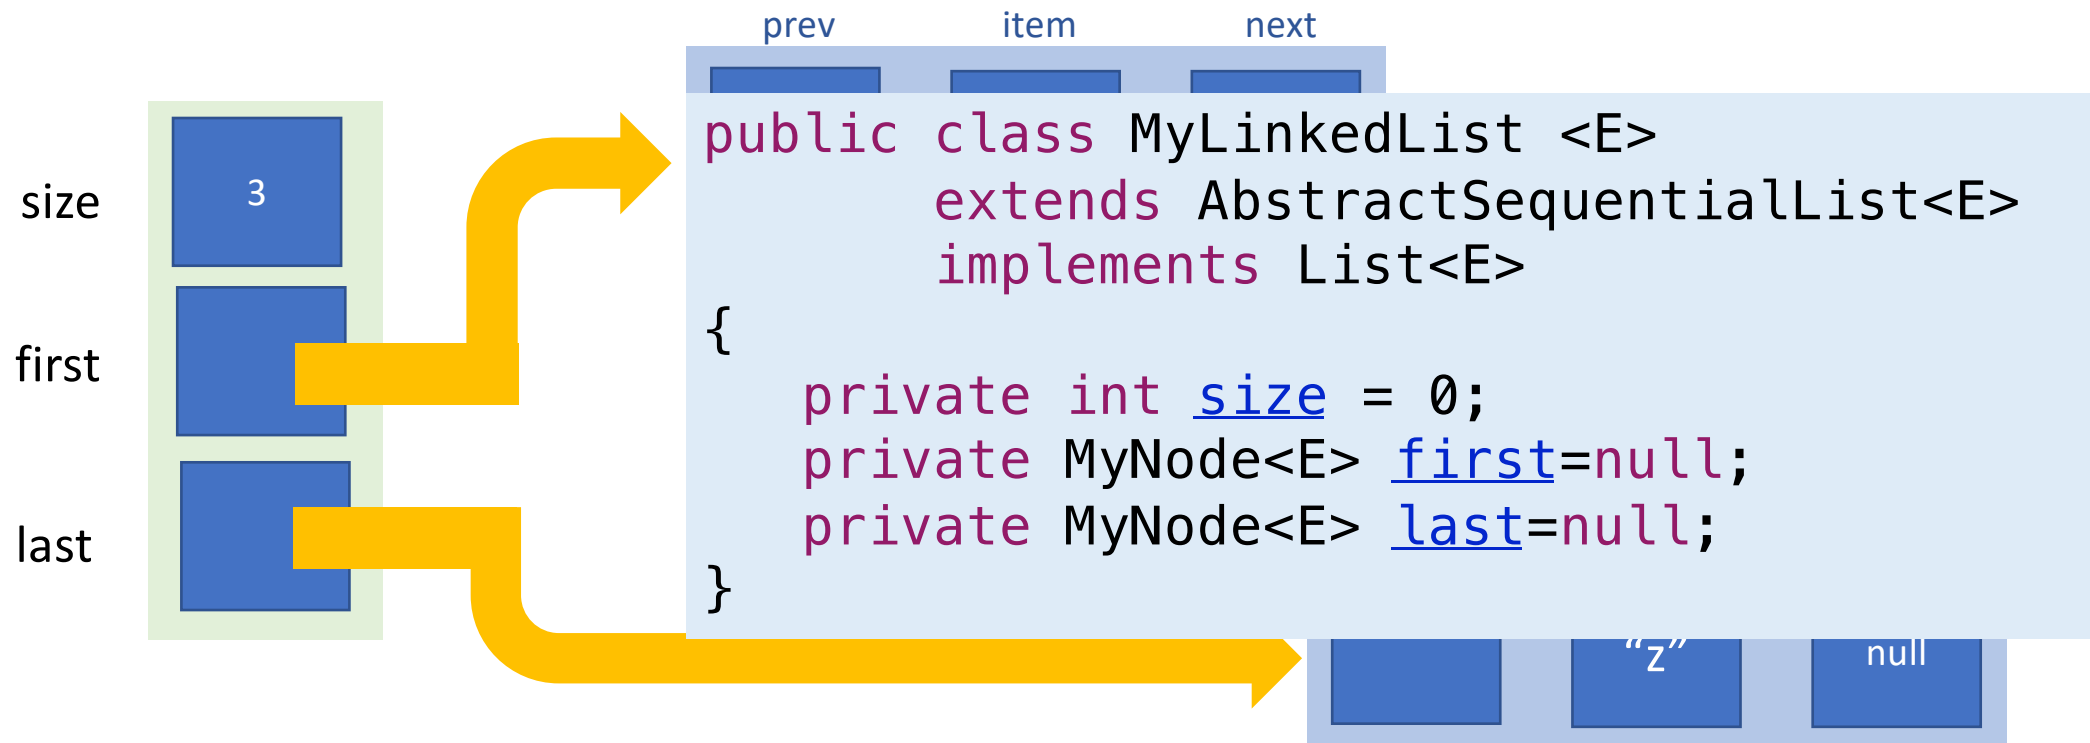 prev item next
size 3
first
last
public class MyLinkedList <E>
extends AbstractSequentialList<E>
implements List<E>
{
private int size = 0;
private MyNode<E> first=null;
private MyNode<E> last=null;
}
“z” null